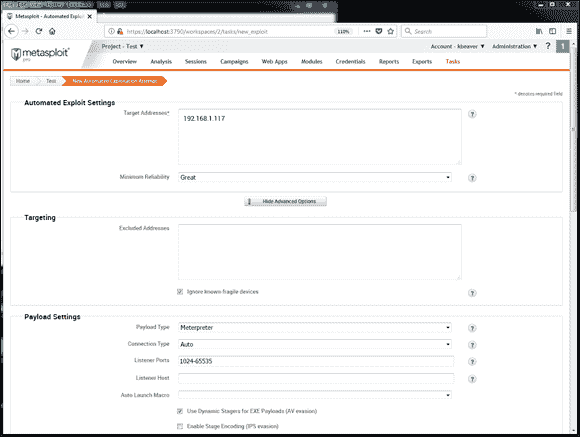 Metasploit - Automated Exploit
https://localhost:3790/workspaces/2/tasks/new_exploit
110%
Search
metasploit
pro
Project - Test ▼
Account - kbeaver ▼
Administration ▼
?
1
Overview
Analysis
Sessions
Campaigns
Web Apps
Modules
Credentials
Reports
Exports
Tasks
Home
Test
New Automated Exploitation Attempt
* denotes required field
Automated Exploit Settings
Target Addresses*
192.168.1.117
?
Minimum Reliability
Great
?
Hide Advanced Options
Targeting
Excluded Addresses
Ignore known fragile devices
?
Payload Settings
Payload Type
Meterpreter
?
Connection Type
Auto
?
Listener Ports
1024-65535
?
Listener Host
?
Auto Launch Macro
?
Use Dynamic Stagers for EXE Payloads (AV evasion)
?
Enable Stage Encoding (IPS evasion)
?